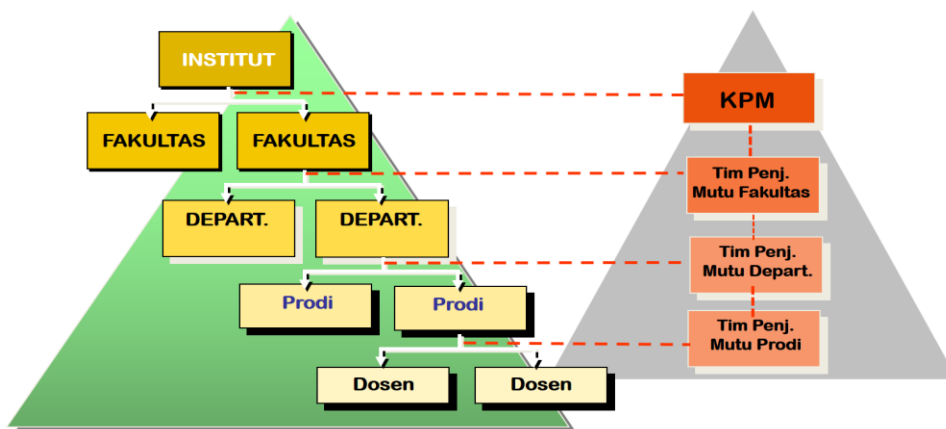 INSTITUT
KPM
FAKULTAS
FAKULTAS
Tim Penj.
Mutu Fakultas
DEPART.
DEPART.
Tim Penj.
Mutu Depart.
Prodi
Prodi
Tim Penj.
Mutu Prodi
Dosen
Dosen